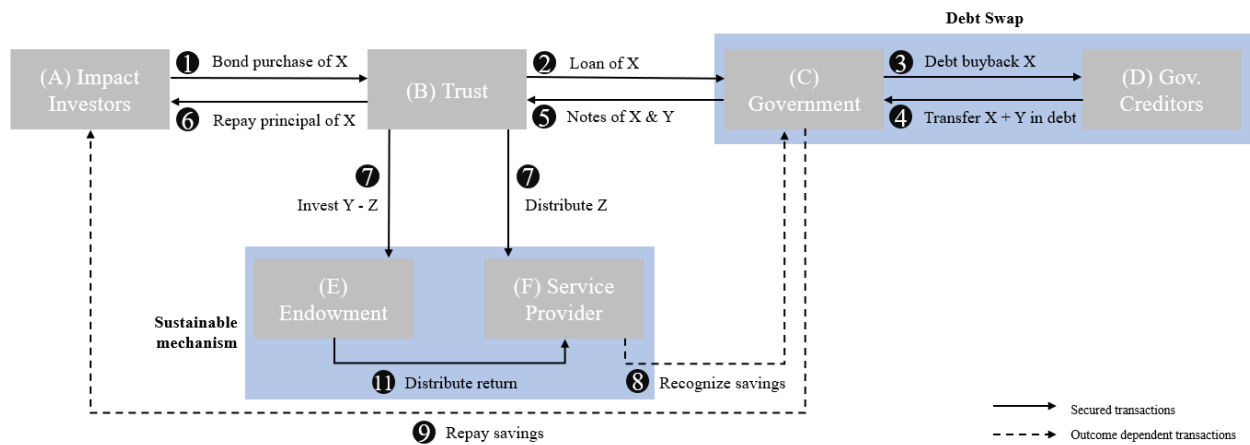 Debt Swap
1 Bond purchase of X
2 Loan of X
3 Debt buyback X
(A) Impact
Investors
(B) Trust
(C)
Government
(D) Gov.
Creditors
6 Repay principal of X
5 Notes of X & Y
4 Transfer X + Y in debt
7
7
Invest Y - Z
Distribute Z
(E)
Endowment
(F) Service
Provider
Sustainable
mechanism
11 Distribute return
8 Recognize savings
9 Repay savings
Secured transactions
Outcome dependent transactions